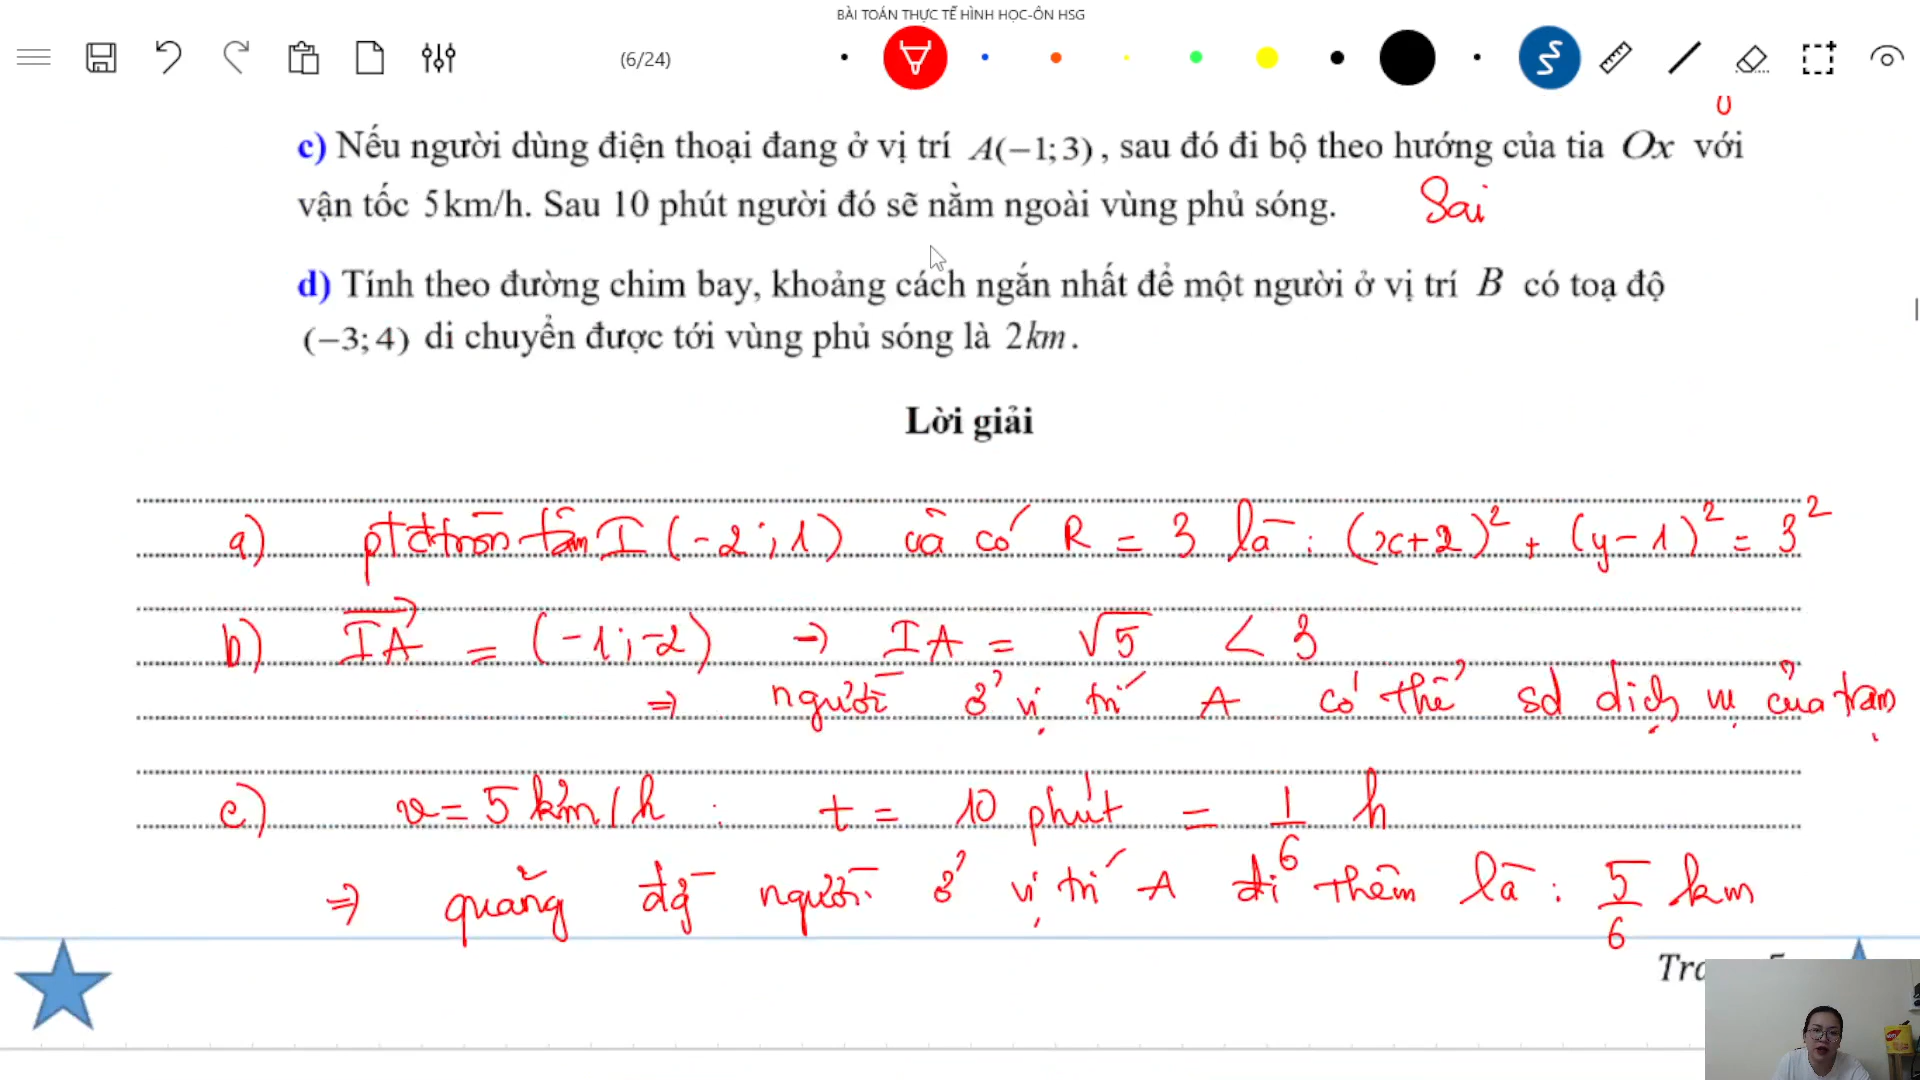 BÀI TOÁN THỰC TẾ HÌNH HỌC-ÔN HSG
(6/24)
c) Nếu người dùng điện thoại đang ở vị trí A(−1;3), sau đó đi bộ theo hướng của tia Ox với
vận tốc 5km/h. Sau 10 phút người đó sẽ nằm ngoài vùng phủ sóng. Sai
d) Tính theo đường chim bay, khoảng cách ngắn nhất để một người ở vị trí B có toạ độ
(−3;4) di chuyển được tới vùng phủ sóng là 2km.
Lời giải
a) ptđtròn tâm I (-2;1) và có R = 3 là: (x+2)² + (y-1)² = 3²
b) IA = (-1;-2) → IA = √5 < 3
⇒ người ở vị trí A có thể sd dịch vụ của trạm
c) v = 5 km/h : t = 10 phút = 1/6 h
⇒ quãng đg người ở vị trí A đi thêm là: 5/6 km